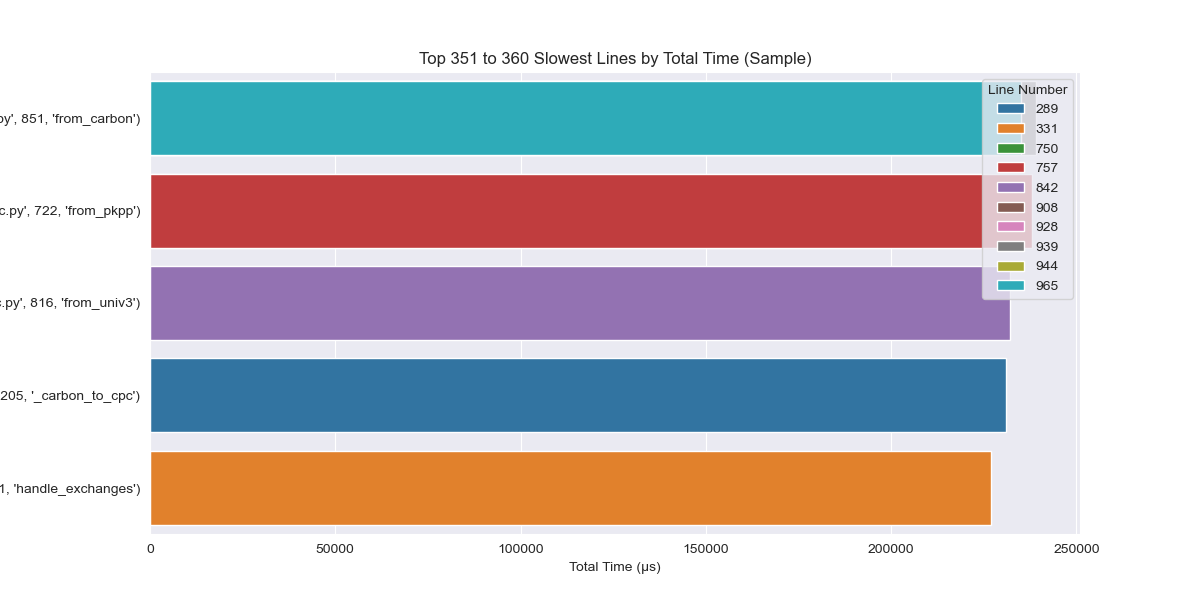 Top 351 to 360 Slowest Lines by Total Time (Sample)
Line Number
289
331
750
757
842
908
928
939
944
965
py', 851, 'from_carbon')
c.py', 722, 'from_pkpp')
c.py', 816, 'from_univ3')
205, '_carbon_to_cpc')
1, 'handle_exchanges')
0
50000
100000
150000
200000
250000
Total Time (µs)